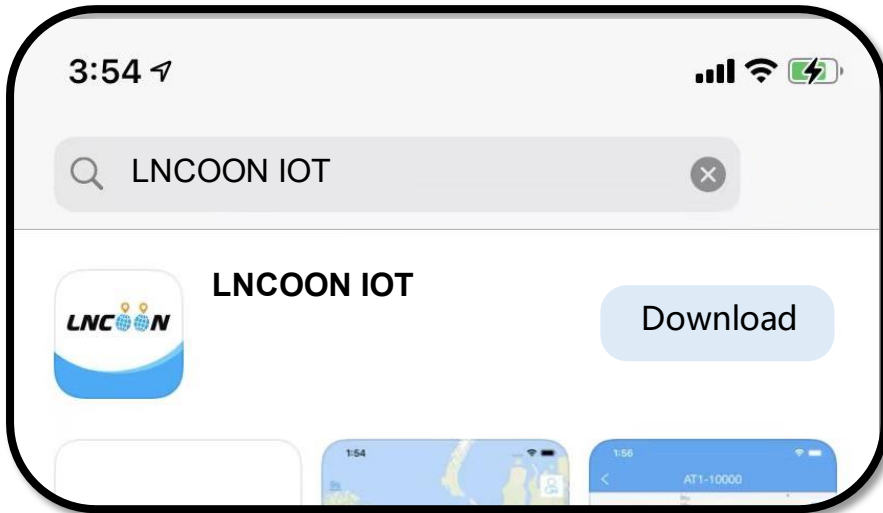 3:54
LNCOON IOT
LNCOON IOT
LNCOON
Download
1:54
1:56
AT1-10000